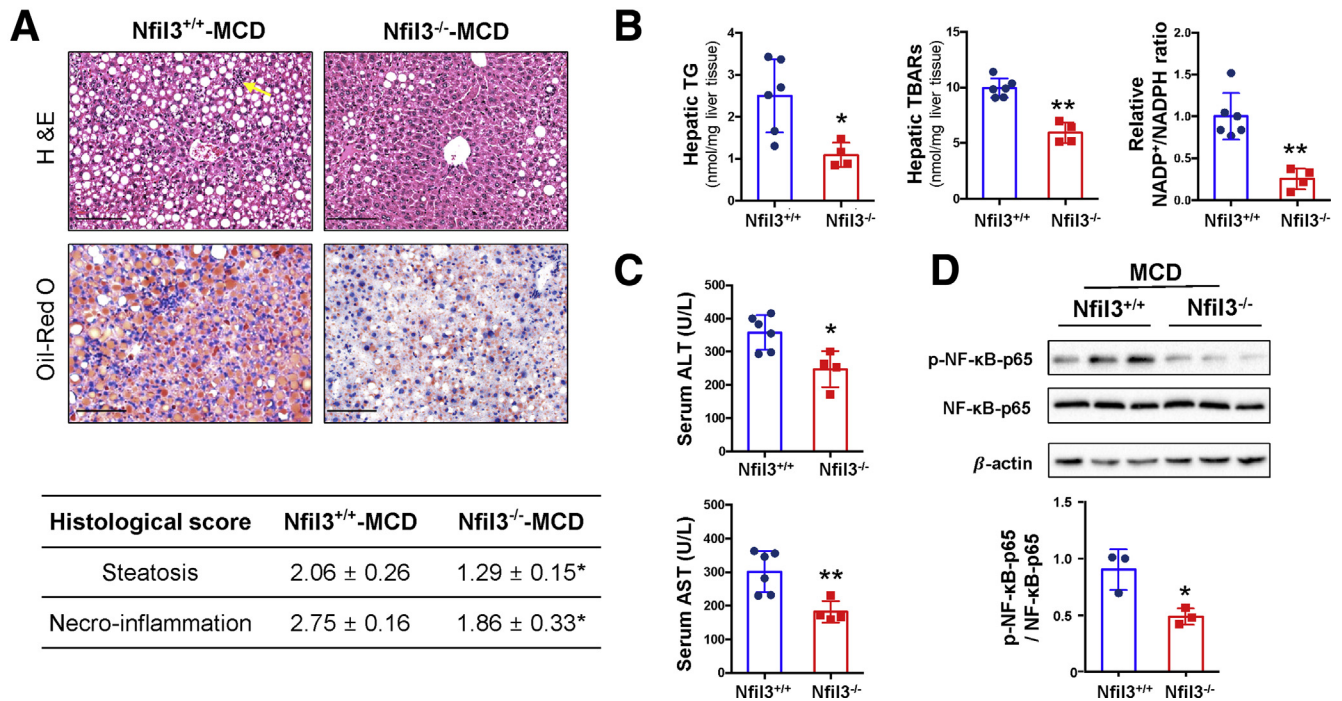 A
Nfil3+/+-MCD
Nfil3-/--MCD
H &E
Oil-Red O
Histological score Nfil3+/+-MCD Nfil3-/--MCD
Steatosis 2.06 ± 0.26 1.29 ± 0.15*
Necro-inflammation 2.75 ± 0.16 1.86 ± 0.33*
B
Hepatic TG
(nmol/mg liver tissue)
4
3
2
1
0
*
Nfil3+/+ Nfil3-/-
Hepatic TBARs
(nmol/mg liver tissue)
15
10
5
0
**
Nfil3+/+ Nfil3-/-
Relative
NADP+/NADPH ratio
2.0
1.5
1.0
0.5
0.0
**
Nfil3+/+ Nfil3-/-
C
Serum ALT (U/L)
500
400
300
200
100
0
*
Nfil3+/+ Nfil3-/-
Serum AST (U/L)
500
400
300
200
100
0
**
Nfil3+/+ Nfil3-/-
D
MCD
Nfil3+/+ Nfil3-/-
p-NF-κB-p65
NF-κB-p65
β-actin
p-NF-κB-p65
/ NF-κB-p65
1.5
1.0
0.5
0
*
Nfil3+/+ Nfil3-/-